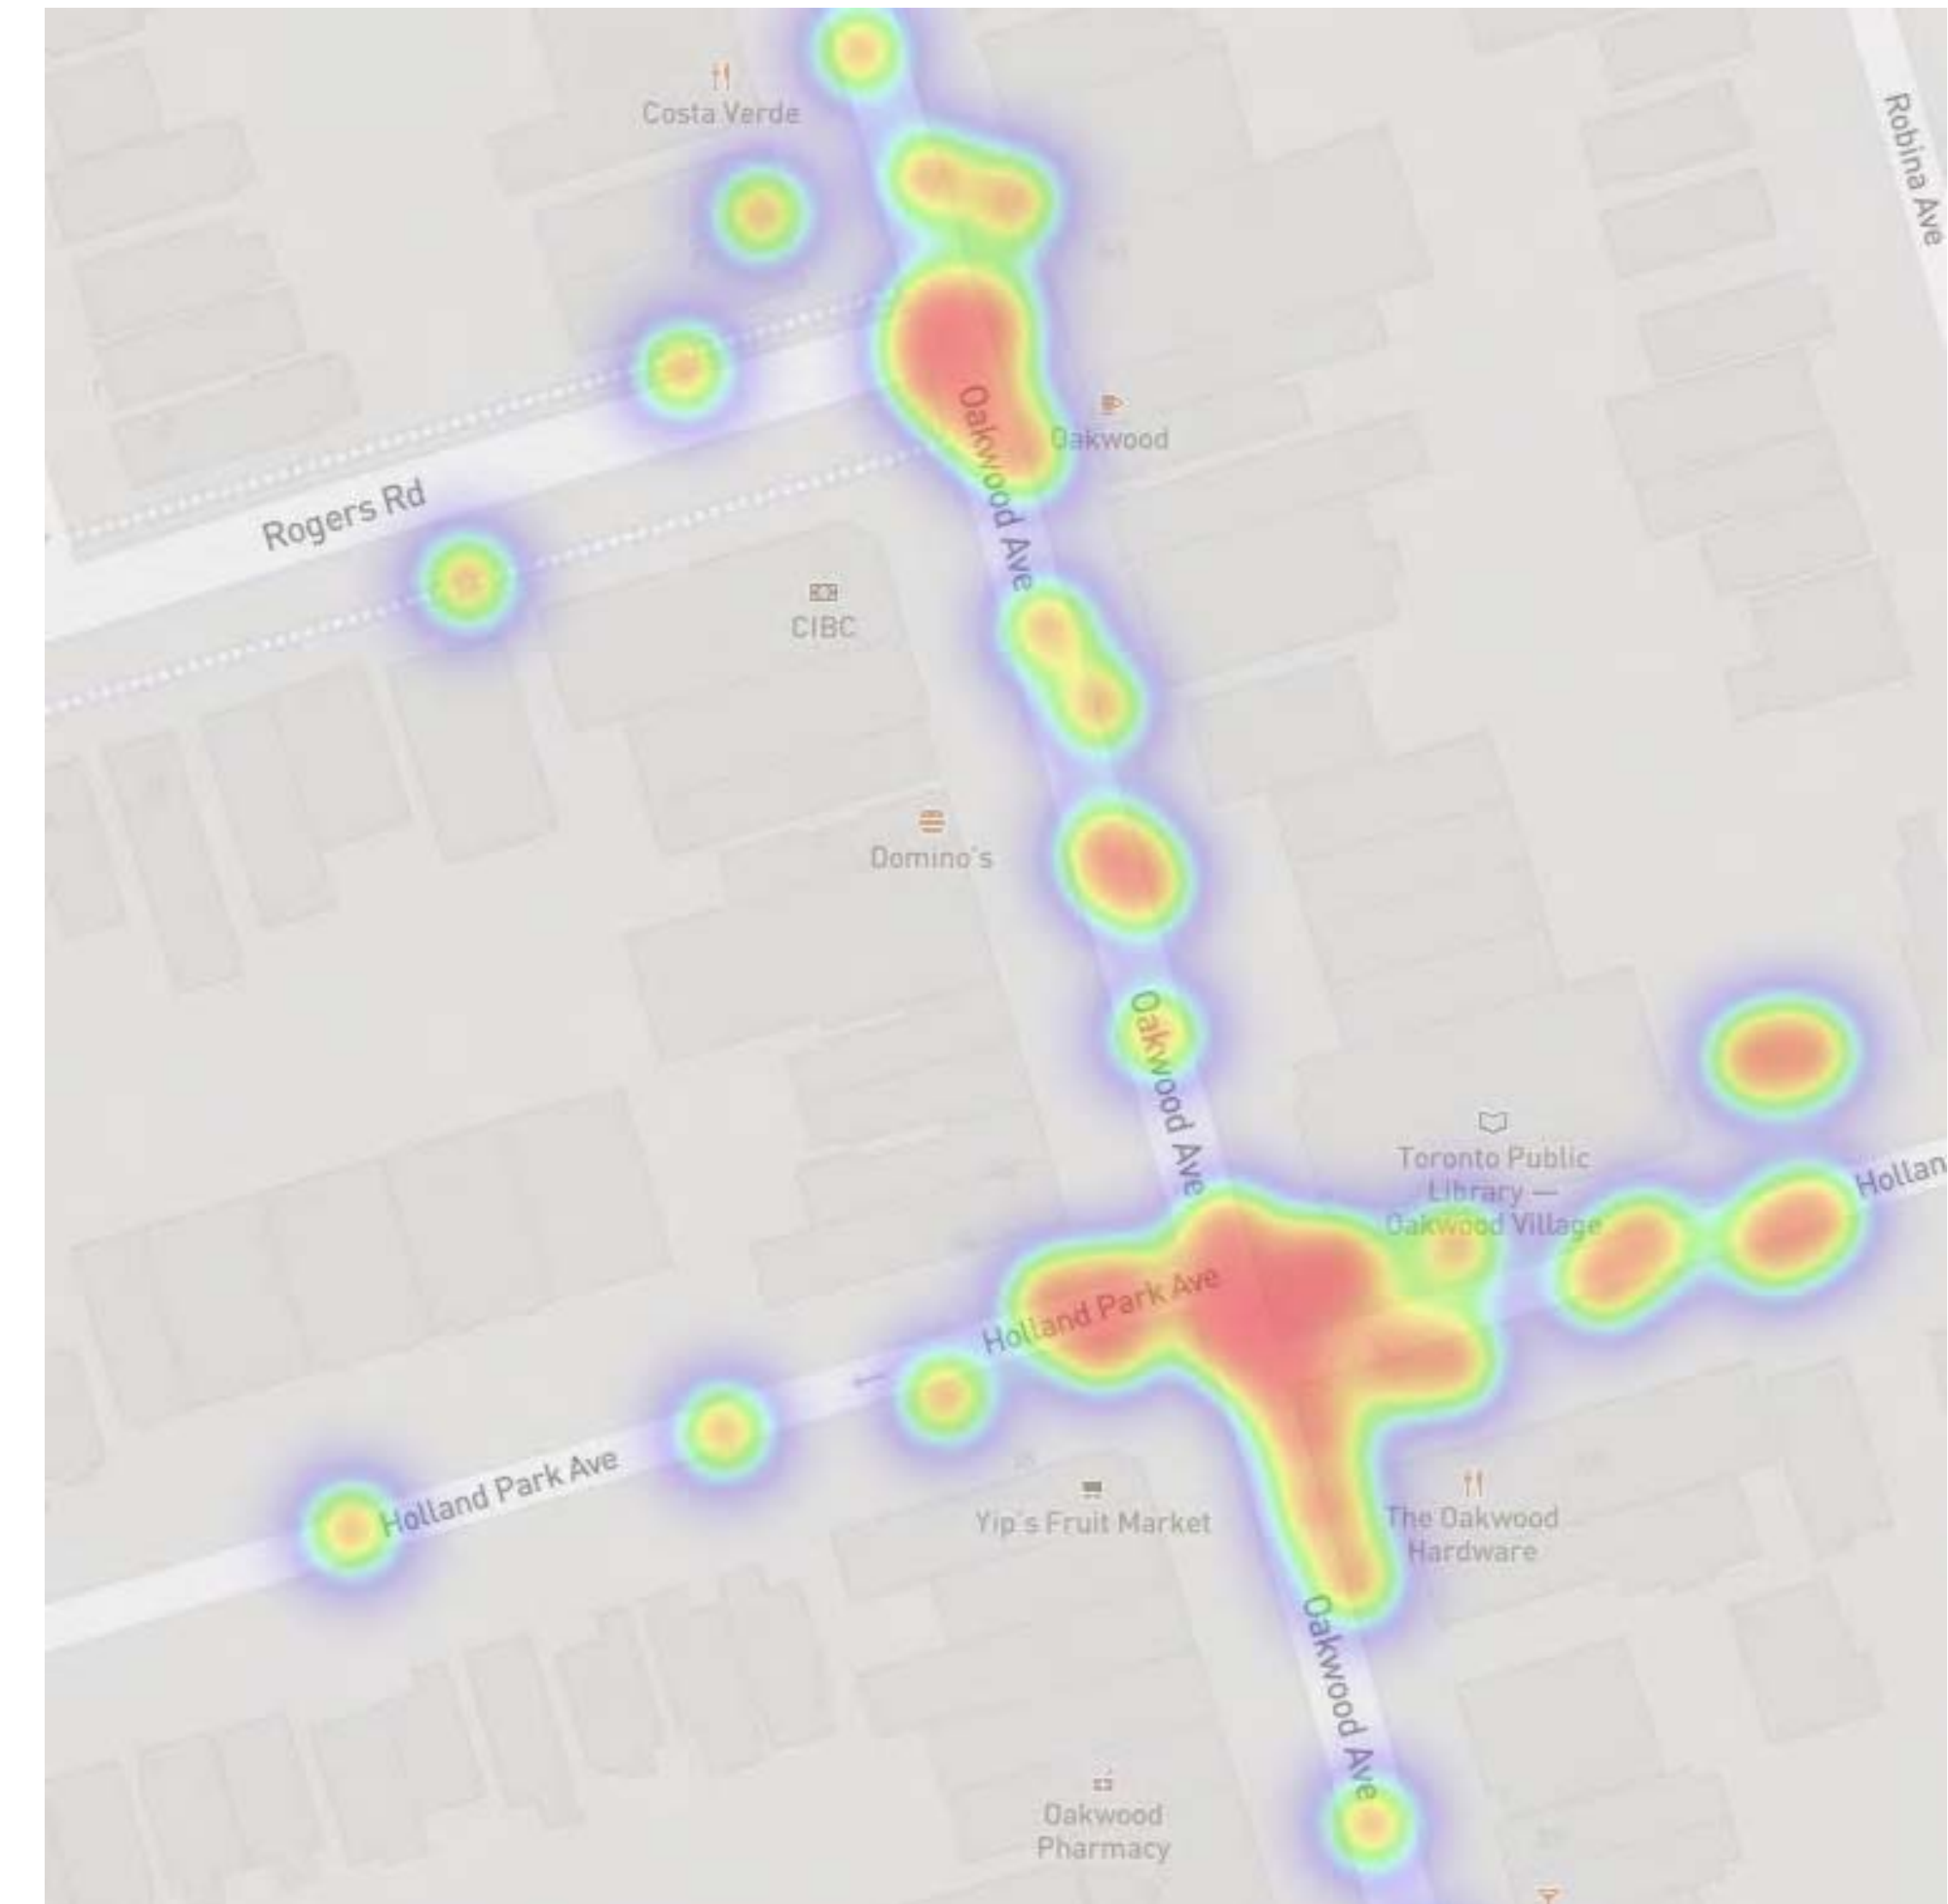 Costa Verde
Robina Ave
Oakwood
Oakwood Ave
Rogers Rd
CIBC
Domino's
Oakwood Ave
Toronto Public
Library —
Oakwood Village
Hollan
Holland Park Ave
Holland Park Ave
Yip's Fruit Market
The Oakwood
Hardware
Oakwood Ave
Oakwood
Pharmacy